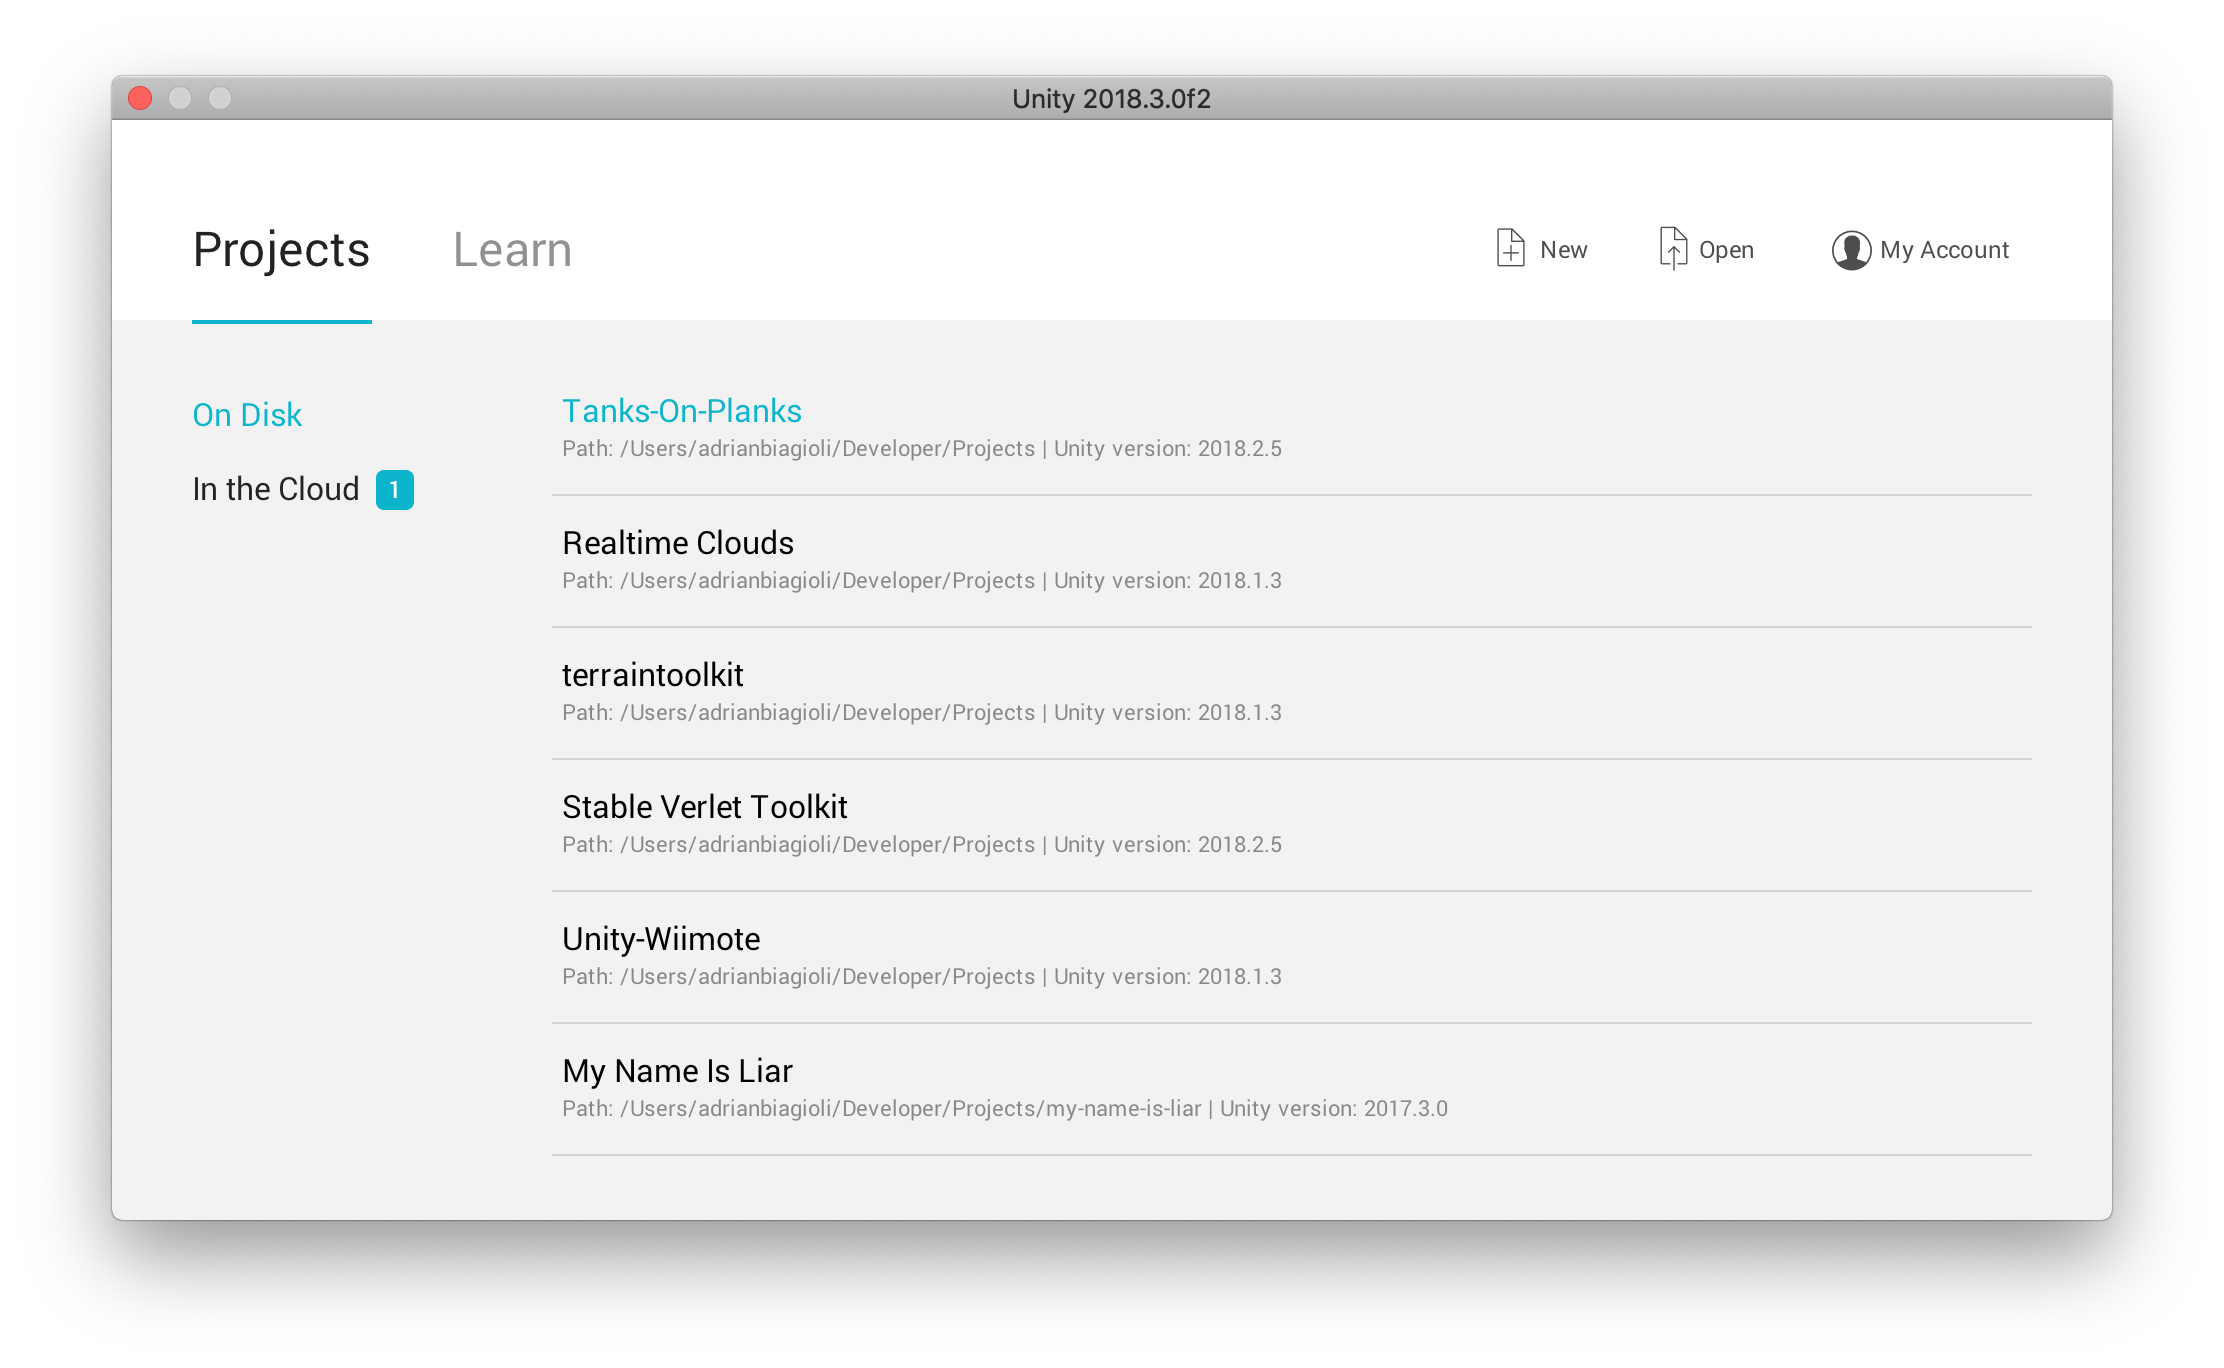 Unity 2018.3.0f2
Projects
Learn
New
Open
My Account
On Disk
In the Cloud 1
Tanks-On-Planks
Path: /Users/adrianbiagioli/Developer/Projects | Unity version: 2018.2.5
Realtime Clouds
Path: /Users/adrianbiagioli/Developer/Projects | Unity version: 2018.1.3
terraintoolkit
Path: /Users/adrianbiagioli/Developer/Projects | Unity version: 2018.1.3
Stable Verlet Toolkit
Path: /Users/adrianbiagioli/Developer/Projects | Unity version: 2018.2.5
Unity-Wiimote
Path: /Users/adrianbiagioli/Developer/Projects | Unity version: 2018.1.3
My Name Is Liar
Path: /Users/adrianbiagioli/Developer/Projects/my-name-is-liar | Unity version: 2017.3.0